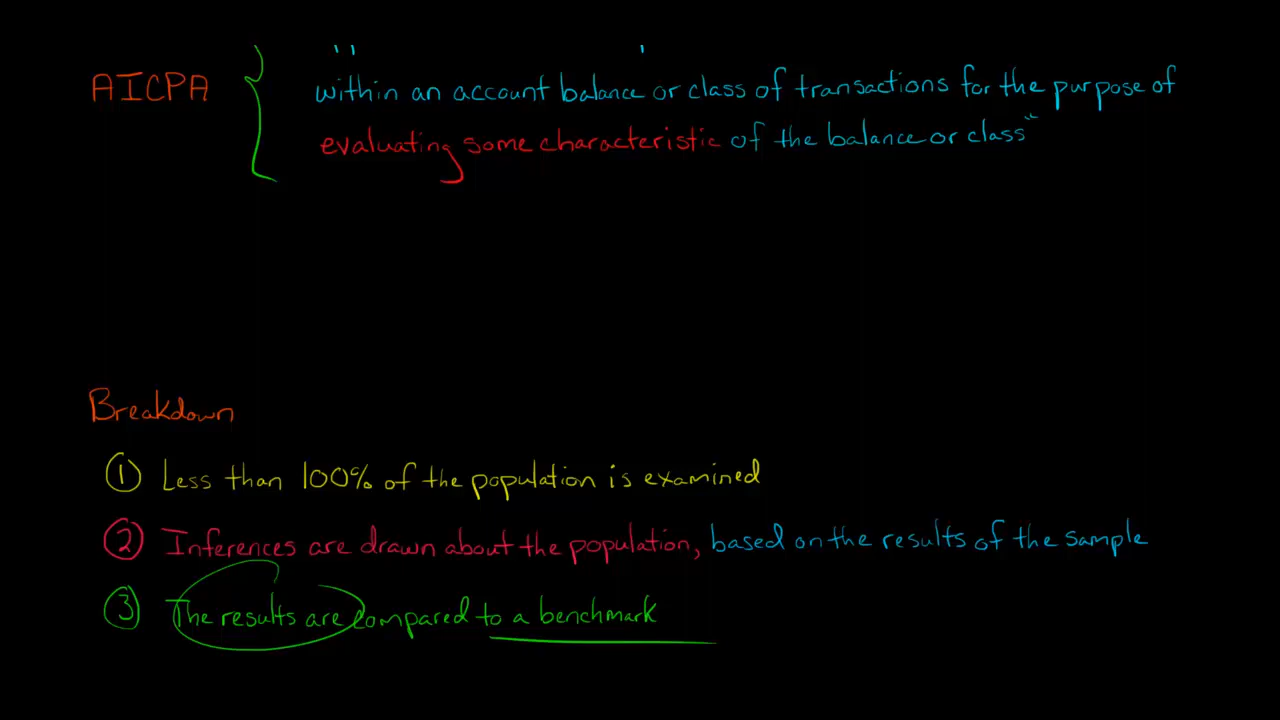 AICPA
within an account balance or class of transactions for the purpose of
evaluating some characteristic of the balance or class"
Breakdown
1 Less than 100% of the population is examined
2 Inferences are drawn about the population, based on the results of the sample
3 The results are compared to a benchmark